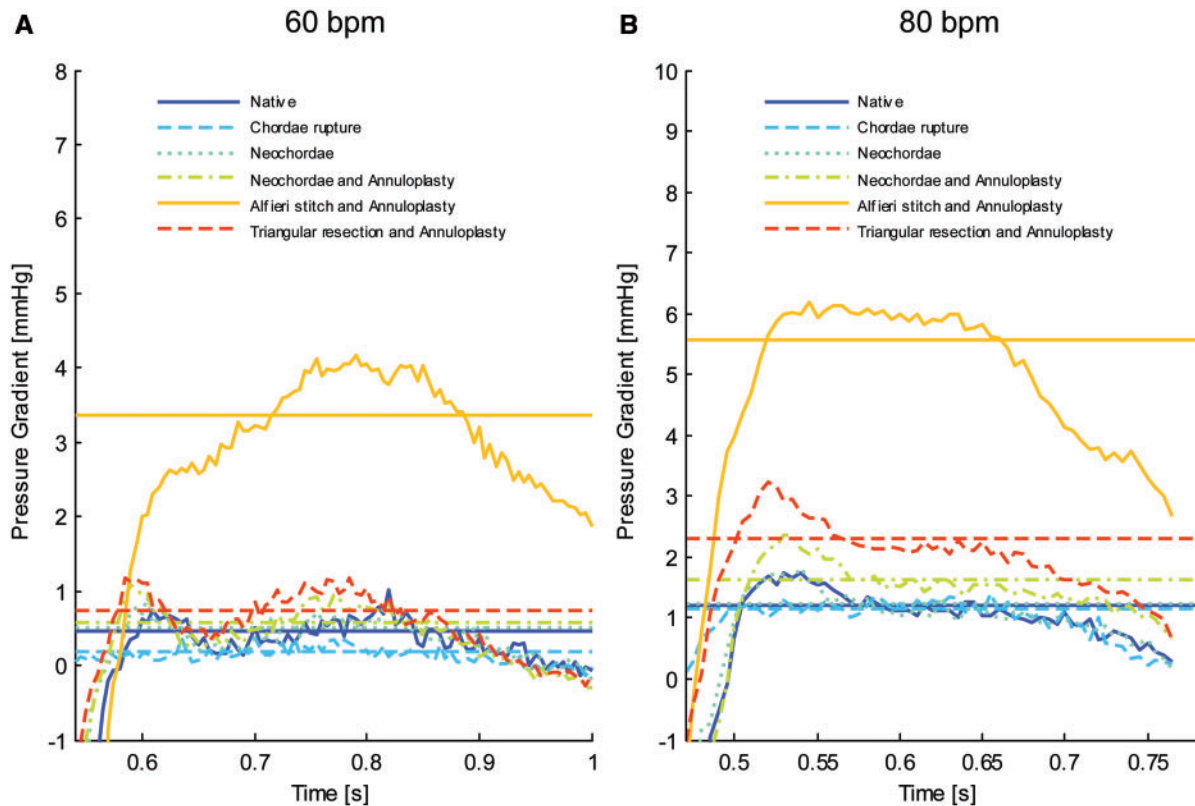 A
60 bpm
Pressure Gradient [mmHg]
8
7
6
5
4
3
2
1
0
-1
Native
Chordae rupture
Neochordae
Neochordae and Annuloplasty
Alfieri stitch and Annuloplasty
Triangular resection and Annuloplasty
0.6 0.7 0.8 0.9 1
Time [s]
B
80 bpm
Pressure Gradient [mmHg]
10
9
8
7
6
5
4
3
2
1
0
-1
Native
Chordae rupture
Neochordae
Neochordae and Annuloplasty
Alfieri stitch and Annuloplasty
Triangular resection and Annuloplasty
0.5 0.55 0.6 0.65 0.7 0.75
Time [s]